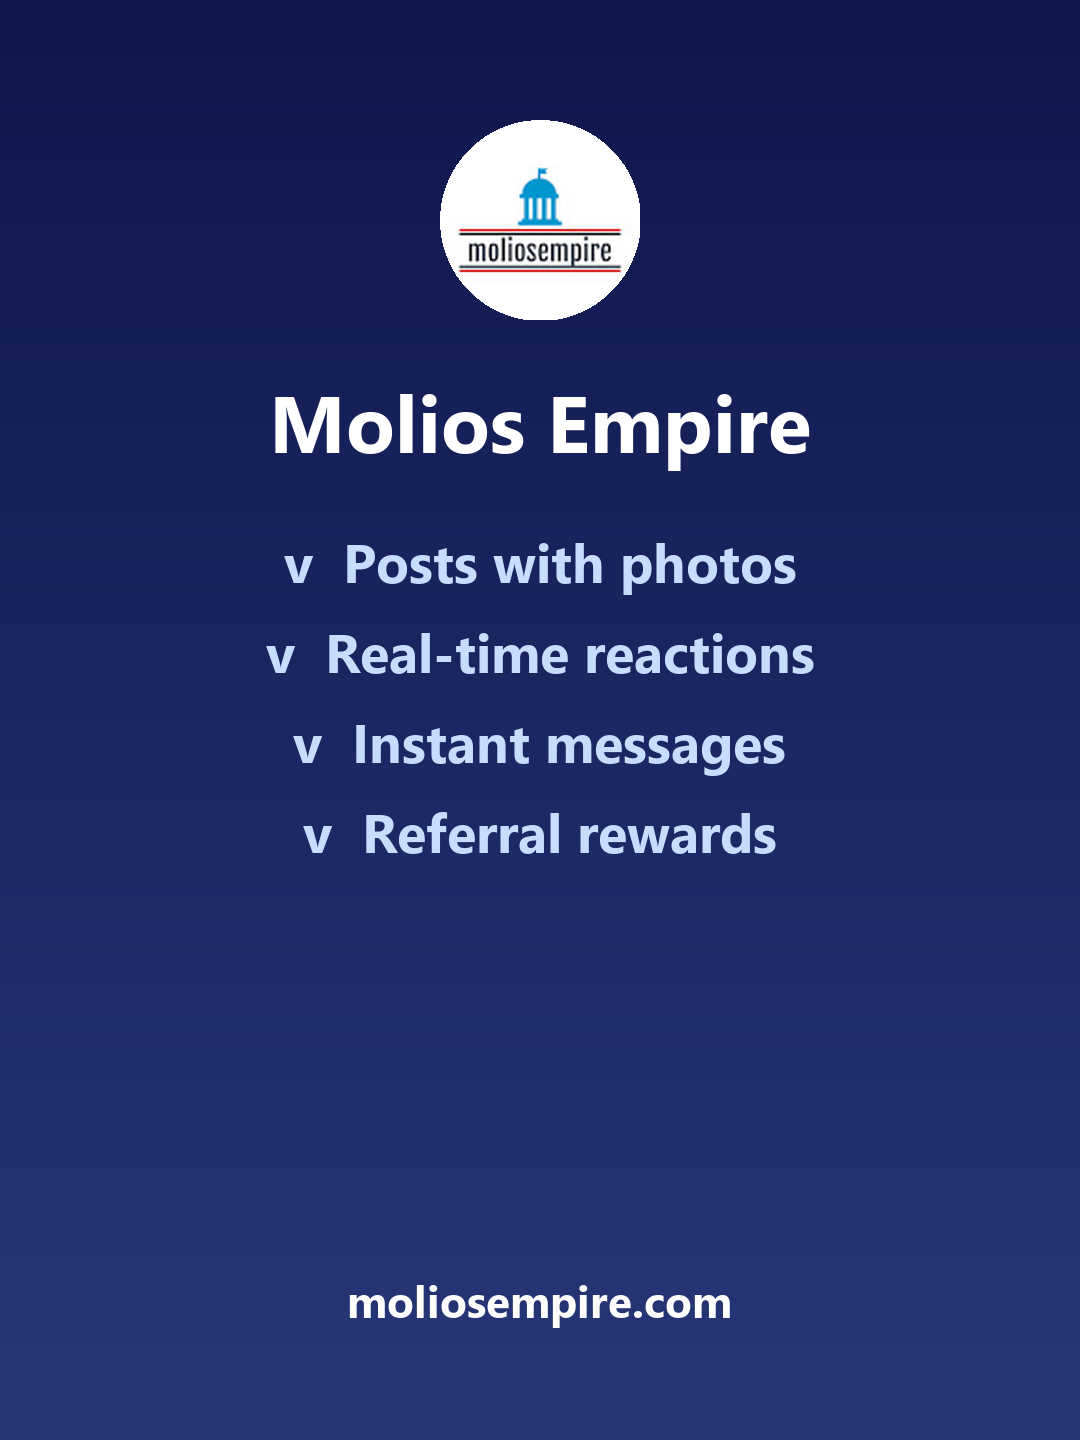 moliosempire
Molios Empire
v Posts with photos
v Real-time reactions
v Instant messages
v Referral rewards
moliosempire.com